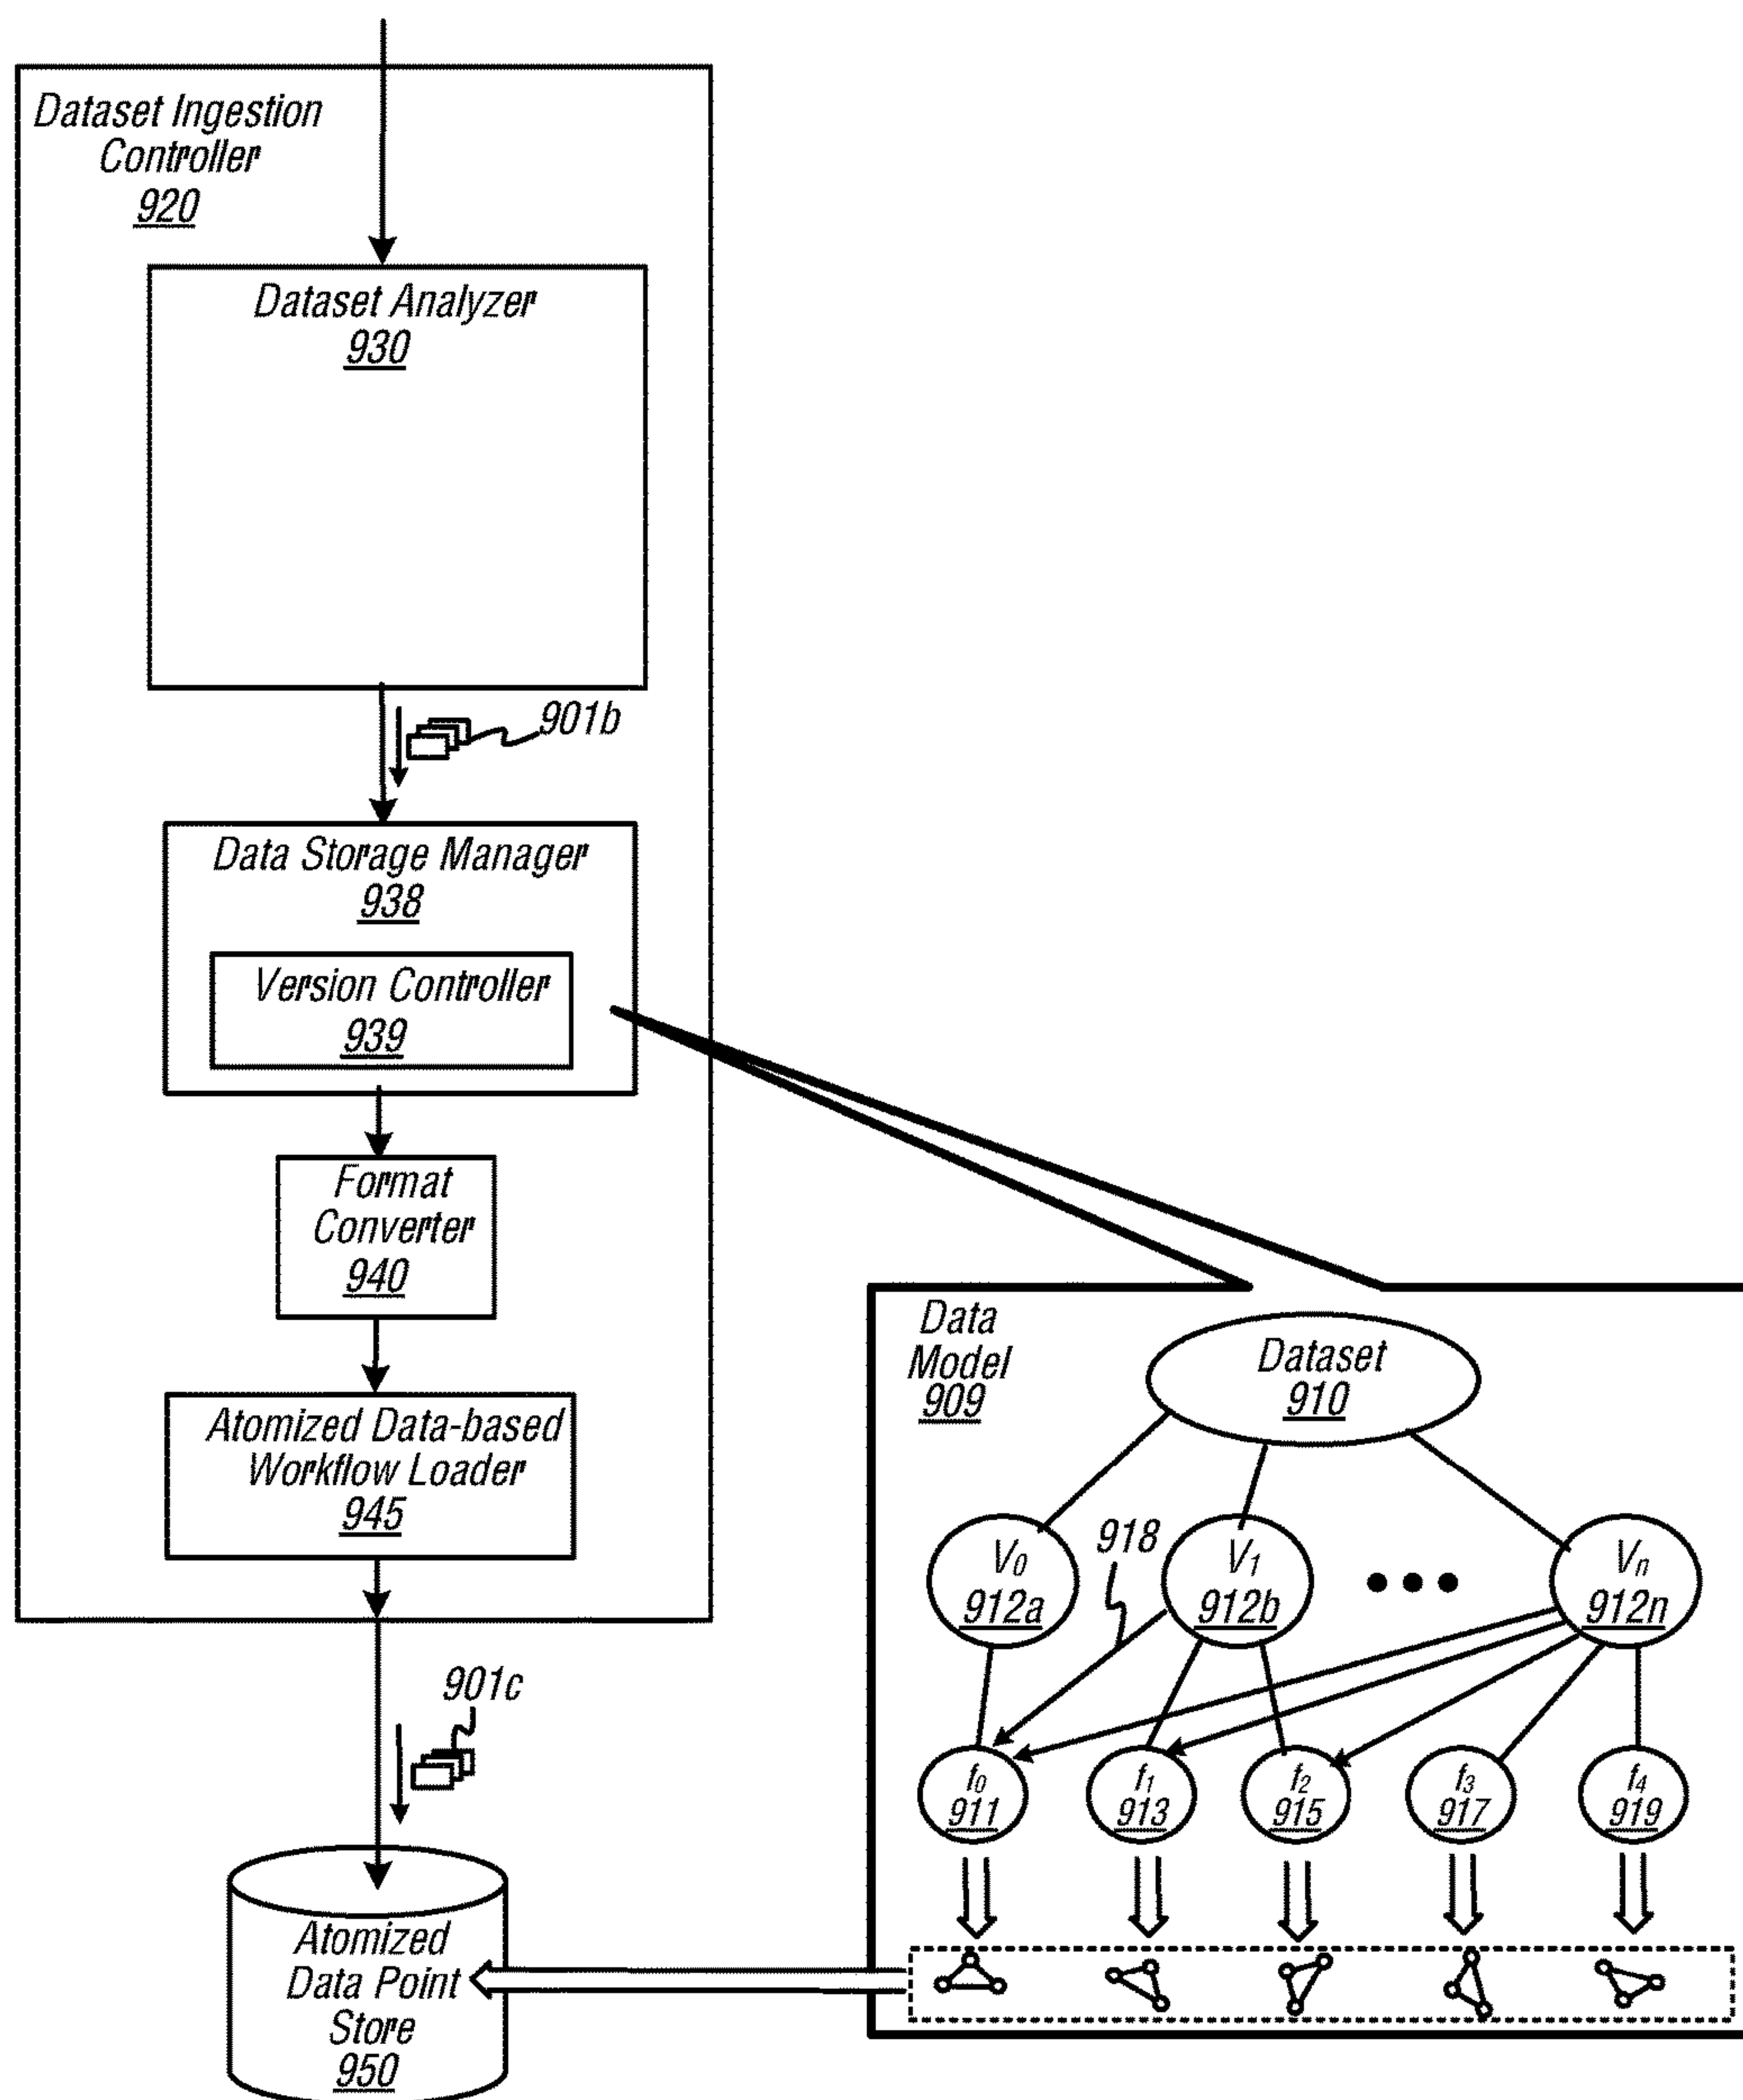 Dataset Ingestion
Controller
920
Dataset Analyzer
930
901b
Data Storage Manager
938
Version Controller
939
Format
Converter
940
Atomized Data-based
Workflow Loader
945
901c
Atomized
Data Point
Store
950
Data
Model
909
Dataset
910
918
V0
912a
V1
912b
Vn
912n
f0
911
f1
913
f2
915
f3
917
f4
919